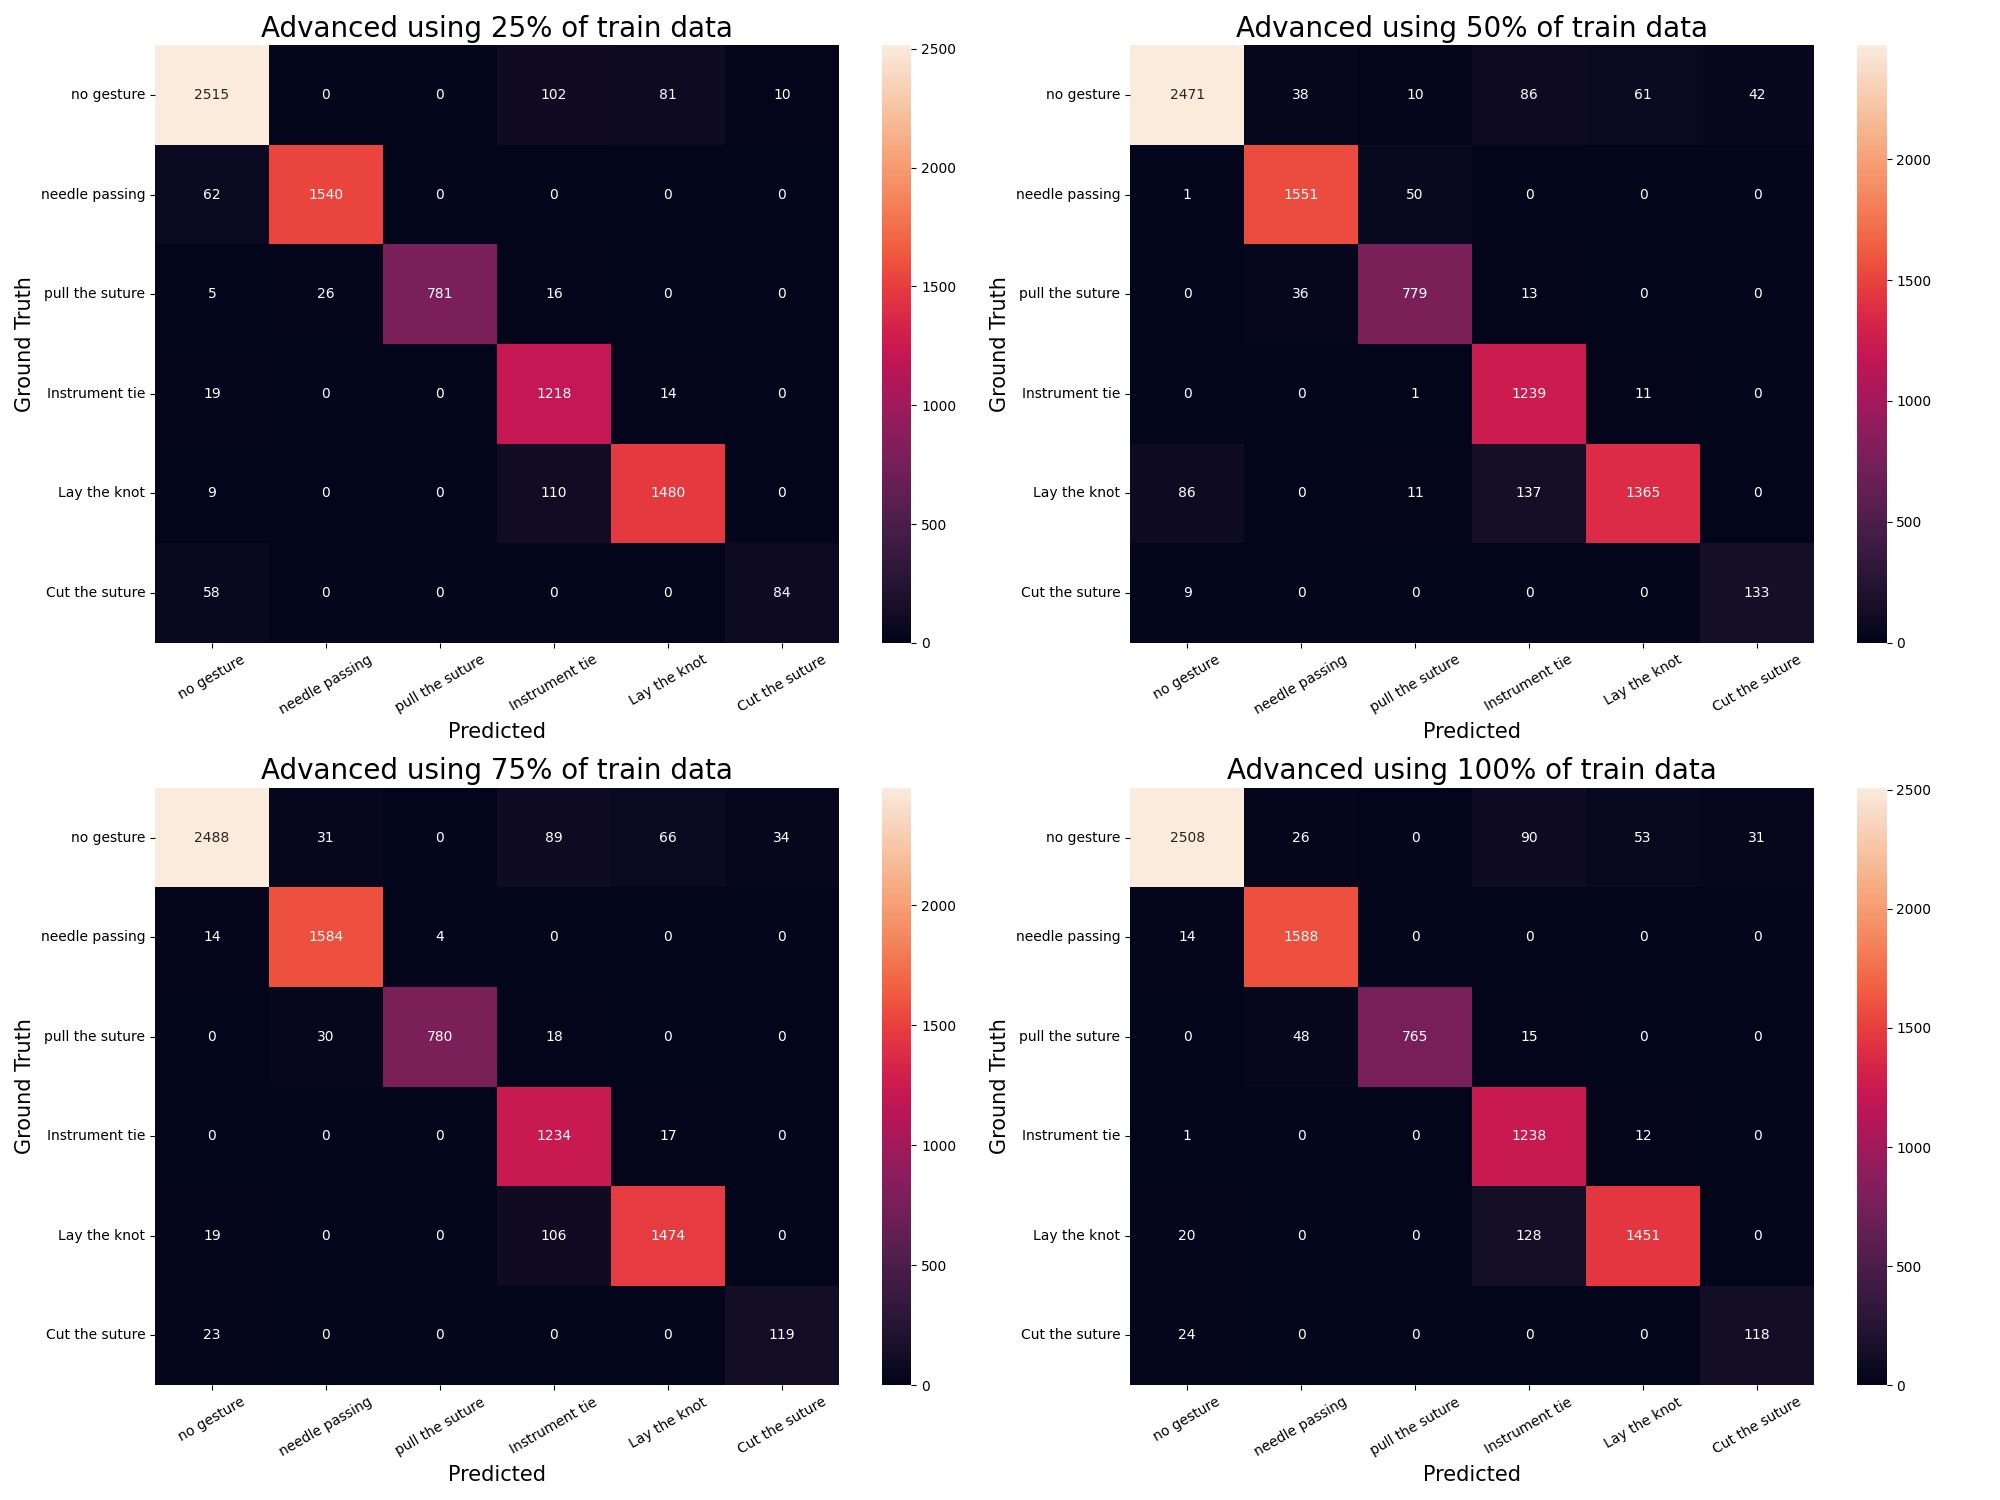 Advanced using 25% of train data
Ground Truth
no gesture 2515 0 0 102 81 10
needle passing 62 1540 0 0 0 0
pull the suture 5 26 781 16 0 0
Instrument tie 19 0 0 1218 14 0
Lay the knot 9 0 0 110 1480 0
Cut the suture 58 0 0 0 0 84
no gesture needle passing pull the suture Instrument tie Lay the knot Cut the suture
Predicted
2500
2000
1500
1000
500
0
Advanced using 50% of train data
Ground Truth
no gesture 2471 38 10 86 61 42
needle passing 1 1551 50 0 0 0
pull the suture 0 36 779 13 0 0
Instrument tie 0 0 1 1239 11 0
Lay the knot 86 0 11 137 1365 0
Cut the suture 9 0 0 0 0 133
no gesture needle passing pull the suture Instrument tie Lay the knot Cut the suture
Predicted
2000
1500
1000
500
0
Advanced using 75% of train data
Ground Truth
no gesture 2488 31 0 89 66 34
needle passing 14 1584 4 0 0 0
pull the suture 0 30 780 18 0 0
Instrument tie 0 0 0 1234 17 0
Lay the knot 19 0 0 106 1474 0
Cut the suture 23 0 0 0 0 119
no gesture needle passing pull the suture Instrument tie Lay the knot Cut the suture
Predicted
2000
1500
1000
500
0
Advanced using 100% of train data
Ground Truth
no gesture 2508 26 0 90 53 31
needle passing 14 1588 0 0 0 0
pull the suture 0 48 765 15 0 0
Instrument tie 1 0 0 1238 12 0
Lay the knot 20 0 0 128 1451 0
Cut the suture 24 0 0 0 0 118
no gesture needle passing pull the suture Instrument tie Lay the knot Cut the suture
Predicted
2500
2000
1500
1000
500
0